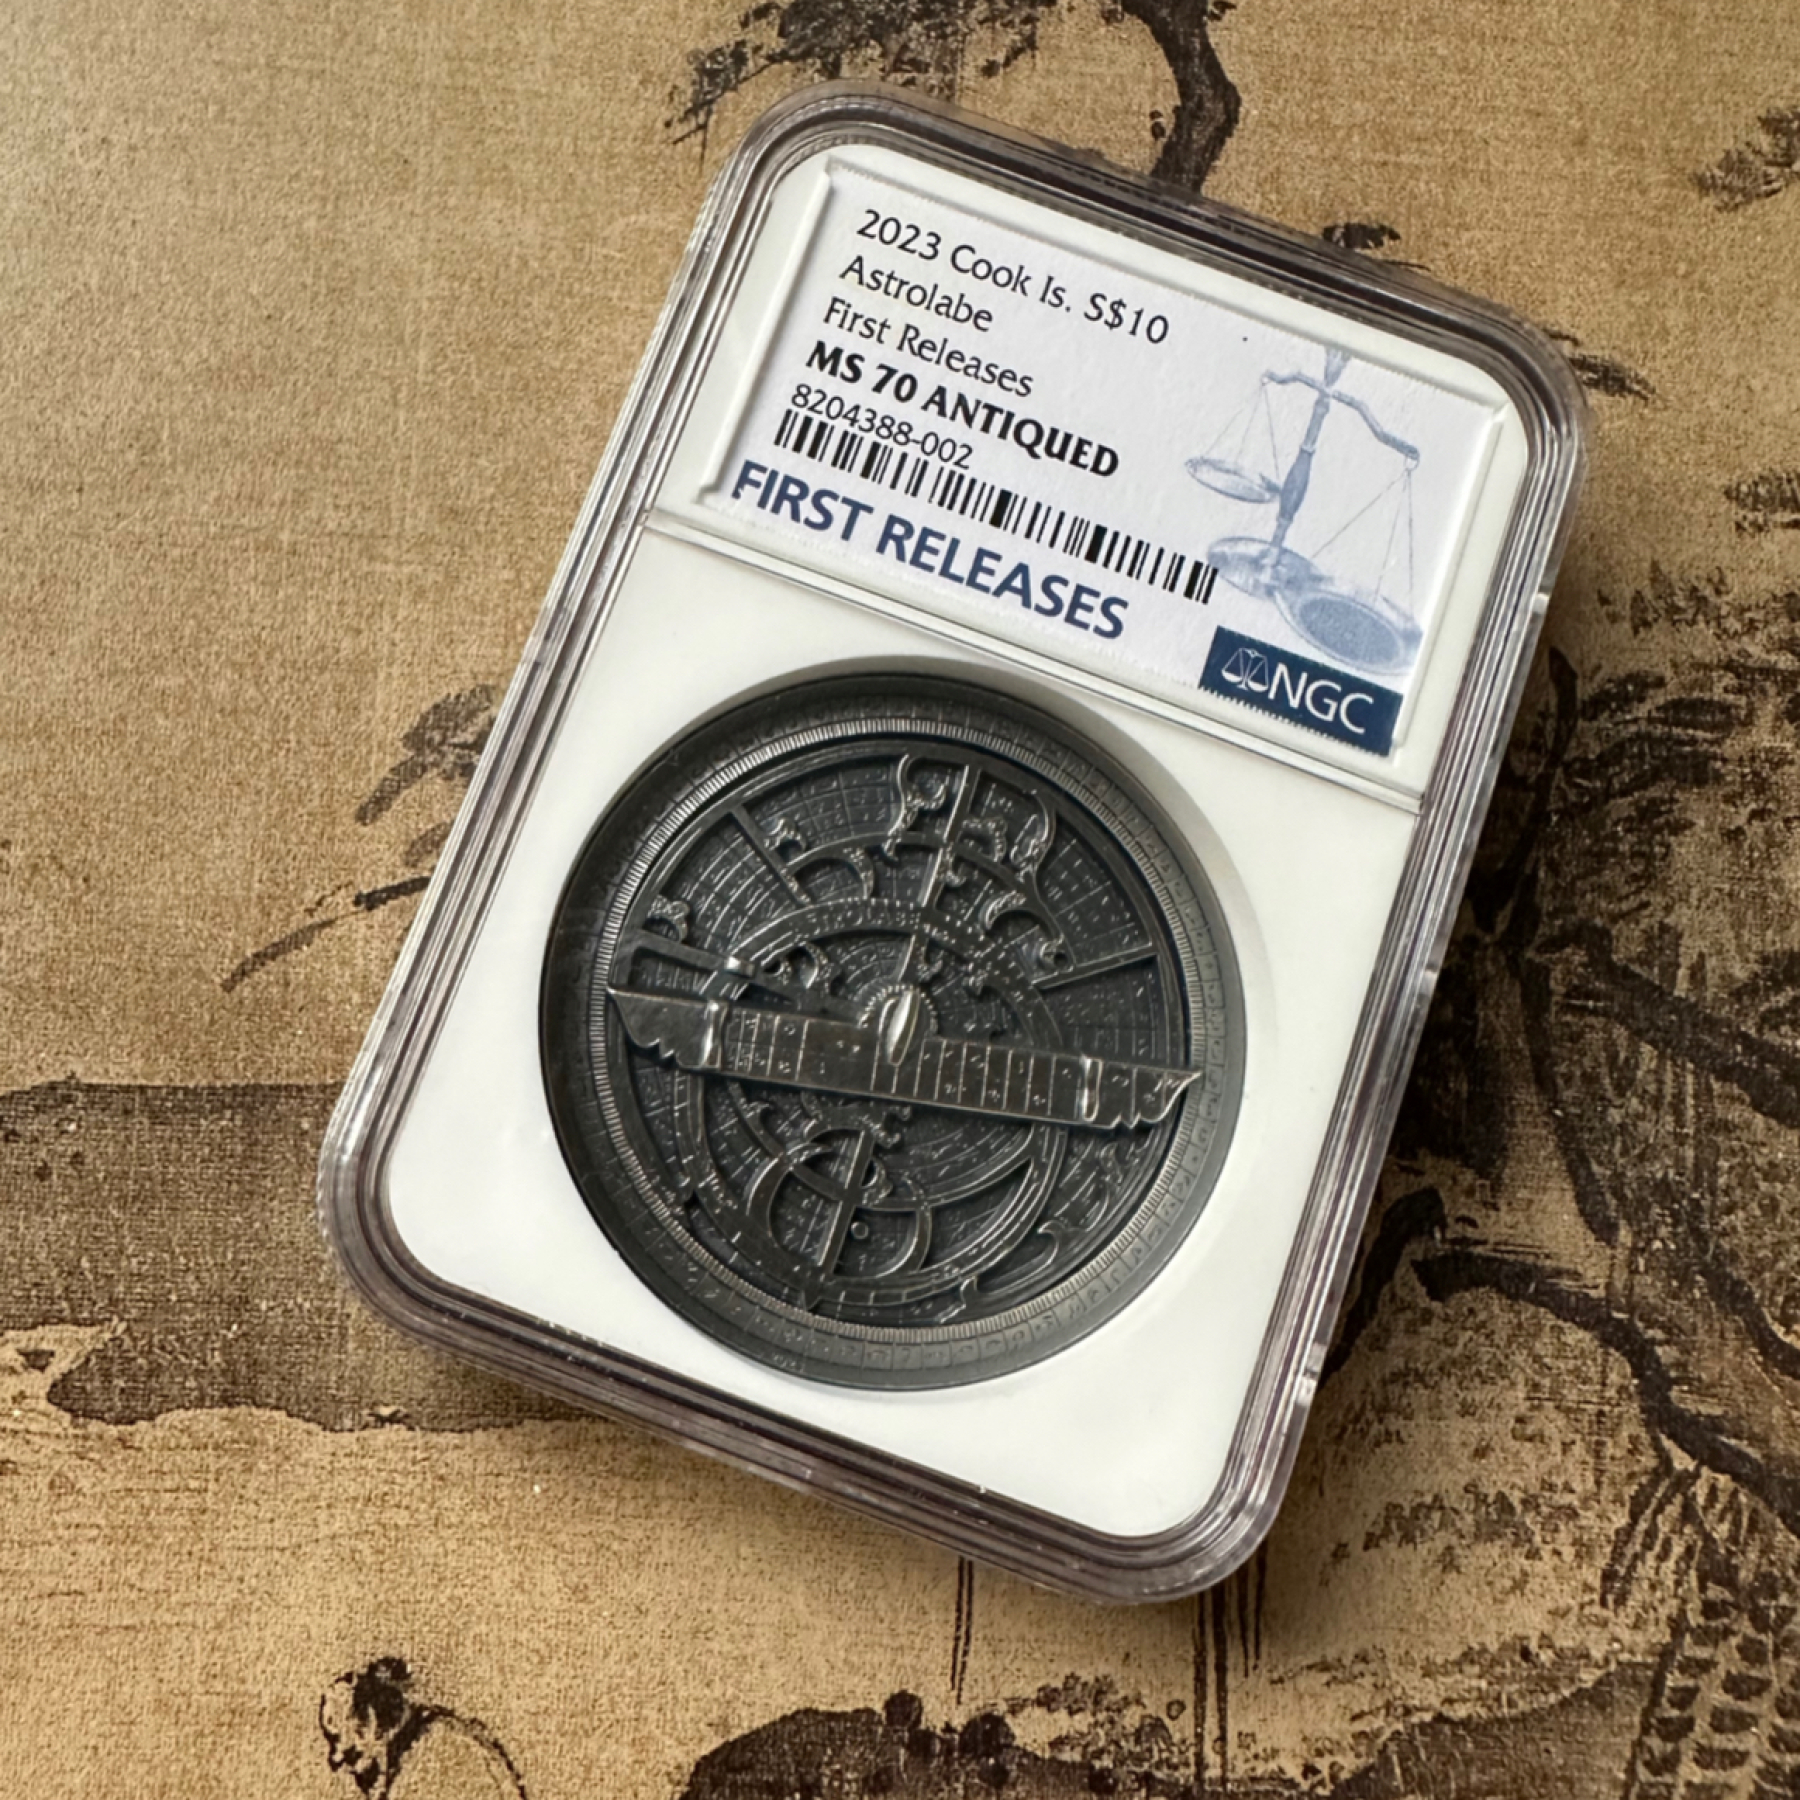 2023 Cook Is. S$10
Astrolabe
First Releases
MS 70 ANTIQUED
8204388-002
FIRST RELEASES
NGC